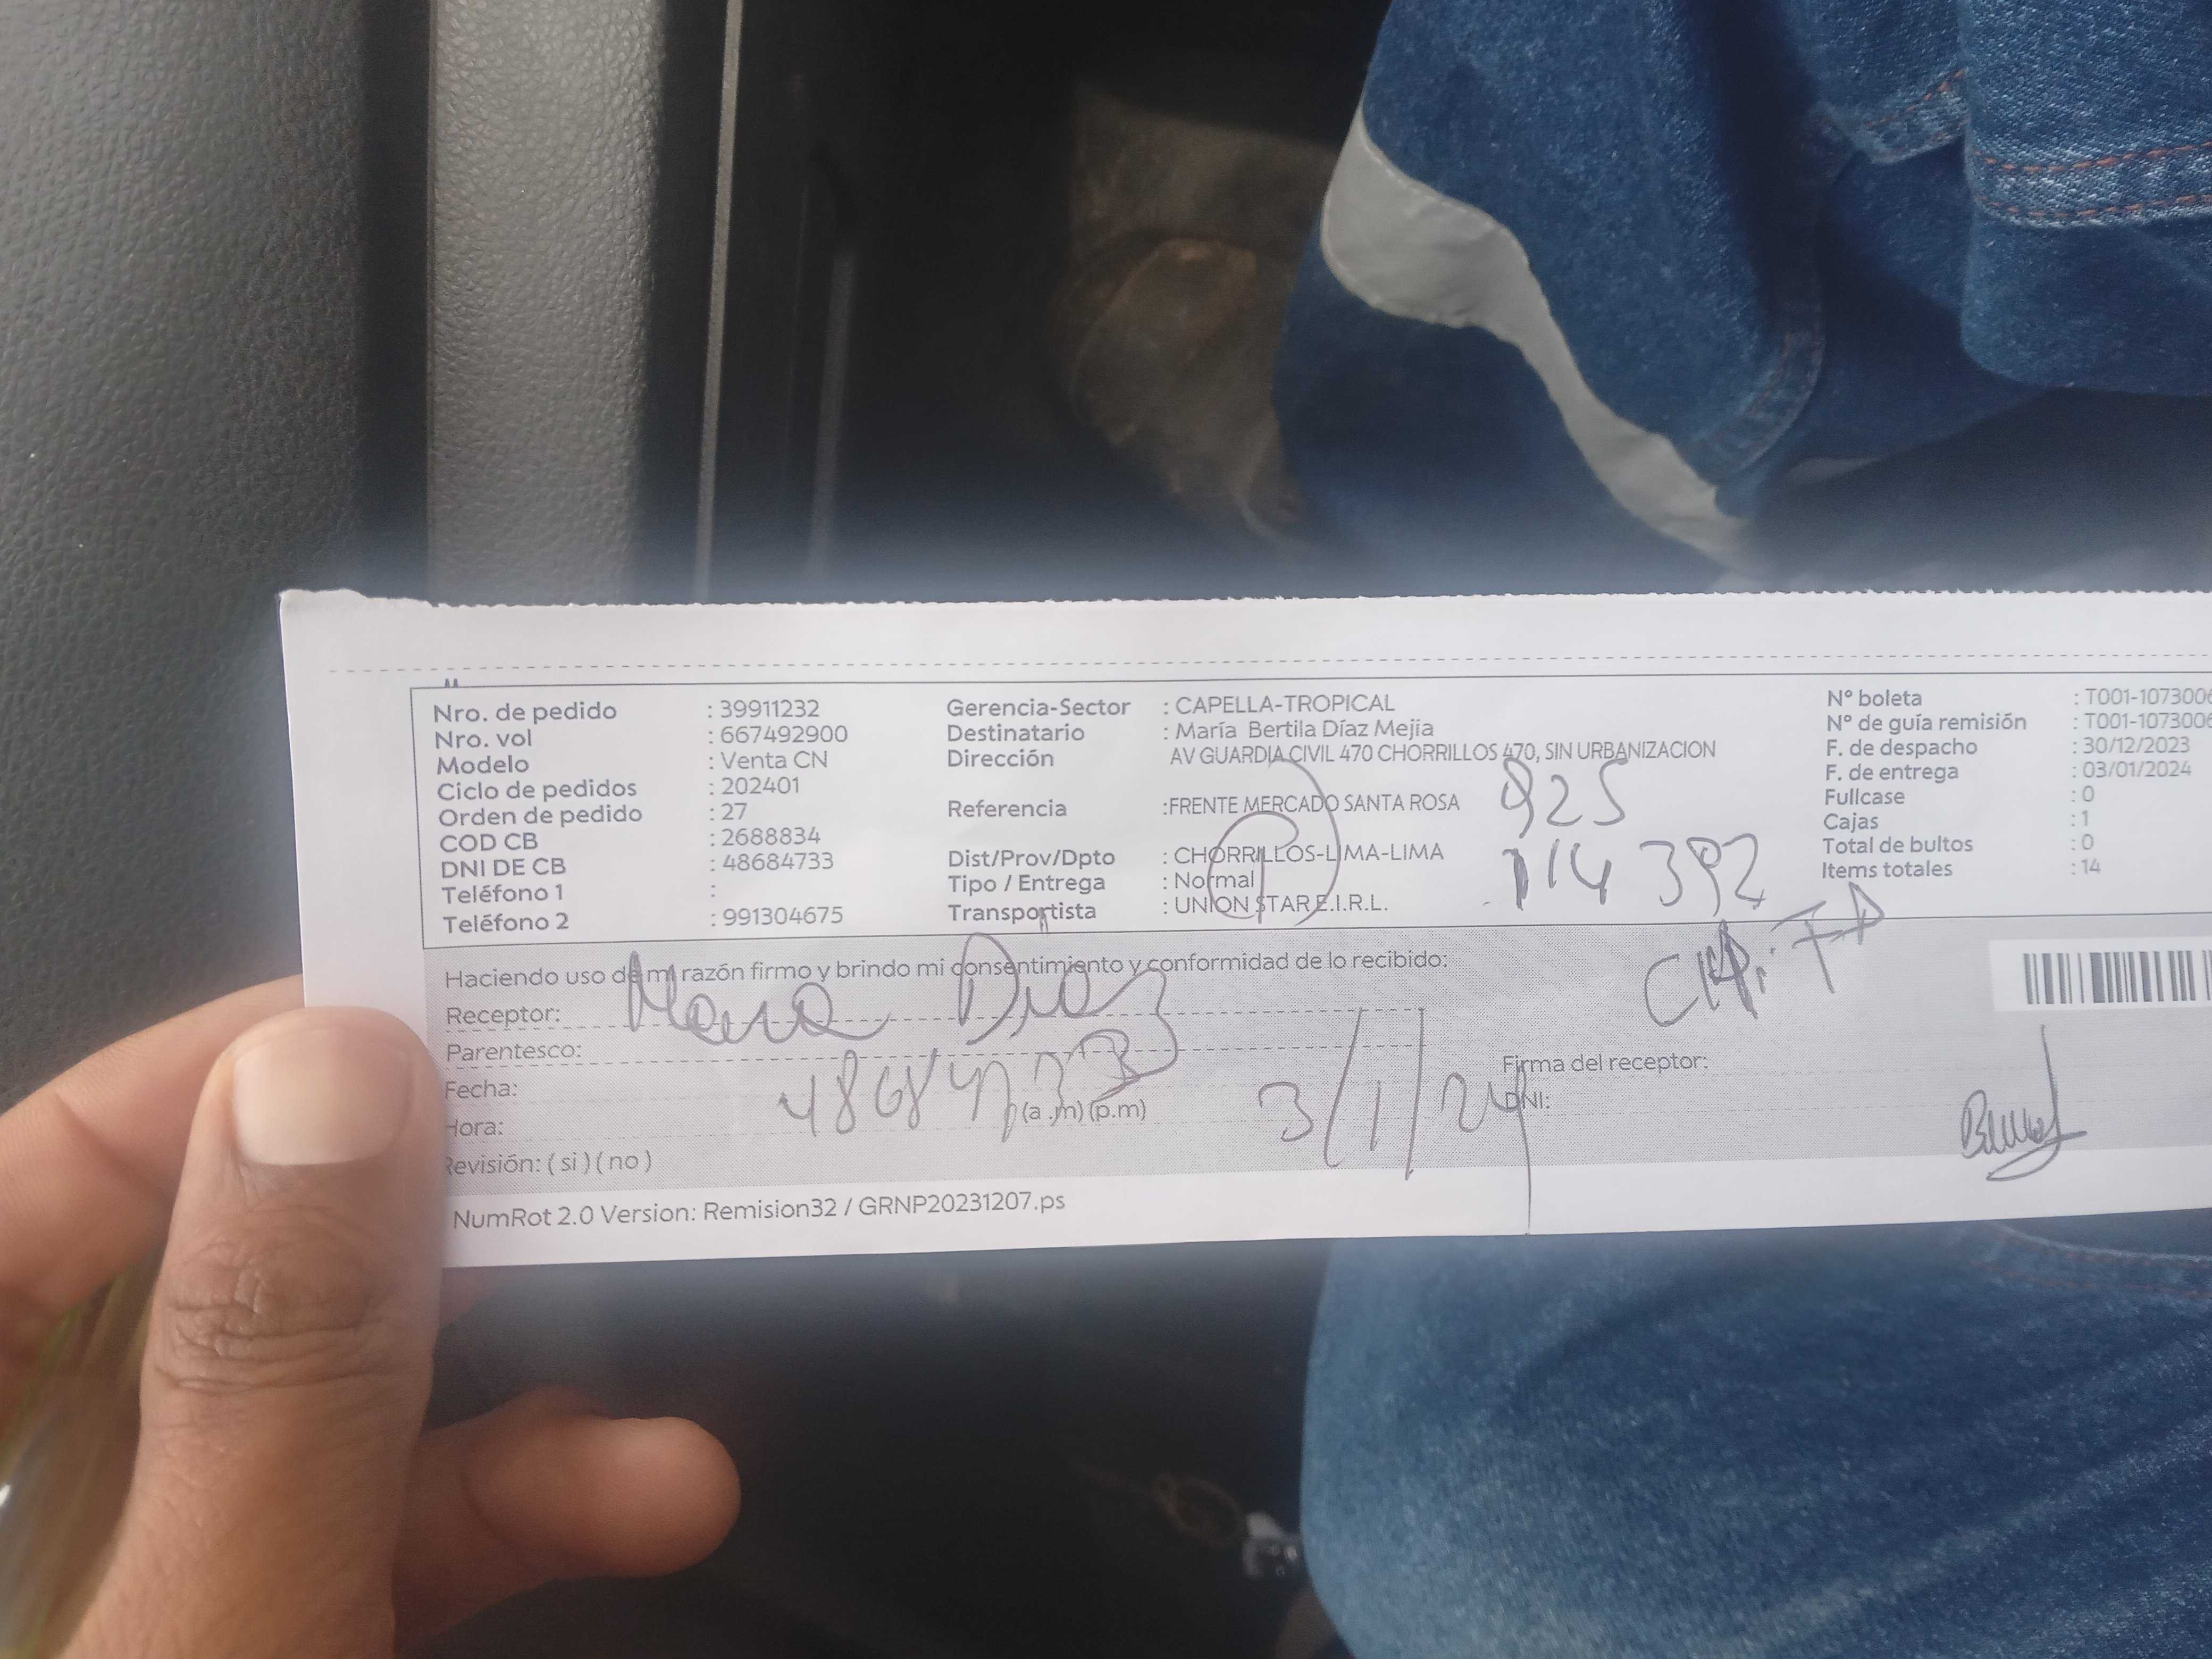 Nro. de pedido : 39911232
Nro. vol : 667492900
Modelo : Venta CN
Ciclo de pedidos : 202401
Orden de pedido : 27
COD CB : 2688834
DNI DE CB : 48684733
Teléfono 1 :
Teléfono 2 : 991304675
Gerencia-Sector : CAPELLA-TROPICAL
Destinatario : María Bertila Díaz Mejía
Dirección AV GUARDIA CIVIL 470 CHORRILLOS 470, SIN URBANIZACION
Referencia :FRENTE MERCADO SANTA ROSA
Dist/Prov/Dpto : CHORRILLOS-LIMA-LIMA
Tipo / Entrega : Normal
Transportista : UNION STAR E.I.R.L.
925
114 392
N° boleta : T001-1073006
N° de guía remisión : T001-1073006
F. de despacho : 30/12/2023
F. de entrega : 03/01/2024
Fullcase : 0
Cajas : 1
Total de bultos : 0
Items totales : 14
Haciendo uso de mi razón firmo y brindo mi consentimiento y conformidad de lo recibido:
Receptor: Maria Diaz
Parentesco:
Fecha: 48684733 3/1/24
Hora: (a .m) (p.m)
Revisión: ( si ) ( no )
Firma del receptor:
DNI:
NumRot 2.0 Version: Remision32 / GRNP20231207.ps